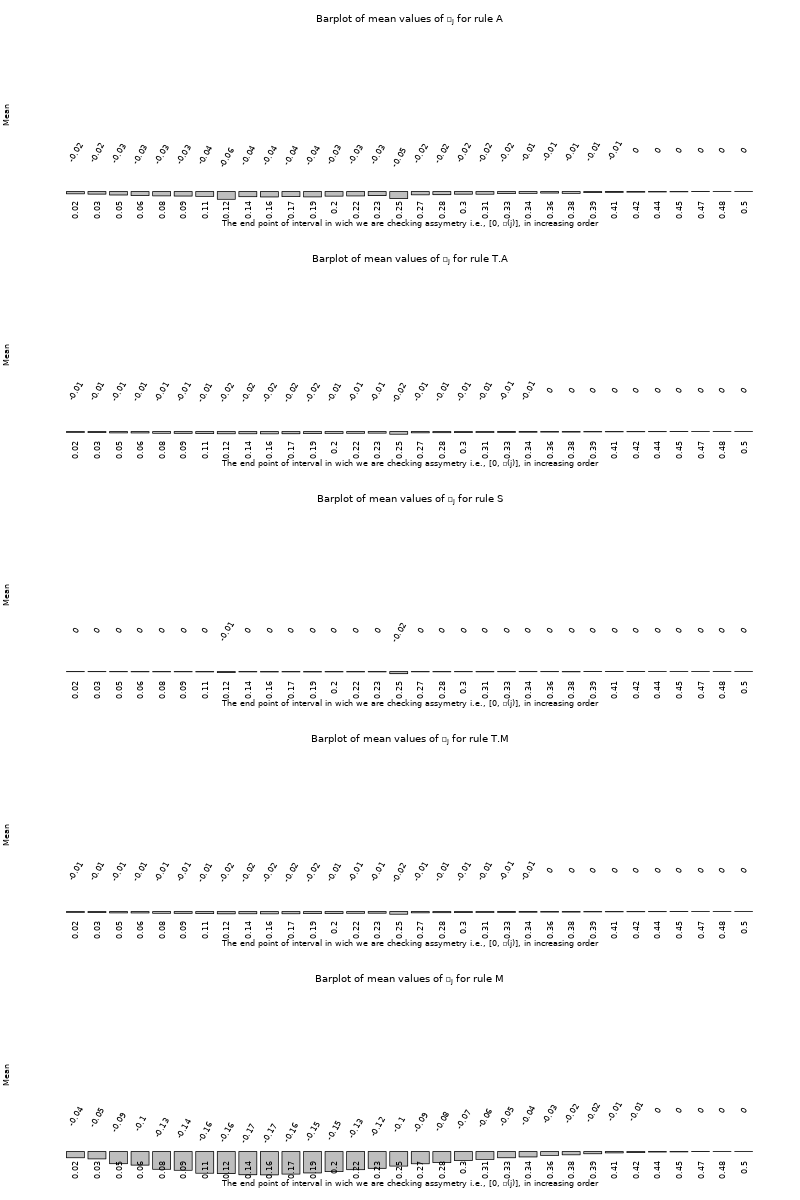 Barplot of mean values of □j for rule A
Mean
-0.02 -0.02 -0.03 -0.03 -0.03 -0.03 -0.04 -0.06 -0.04 -0.04 -0.04 -0.04 -0.03 -0.03 -0.03 -0.05 -0.02 -0.02 -0.02 -0.02 -0.02 -0.01 -0.01 -0.01 -0.01 -0.01 0 0 0 0 0 0
0.02 0.03 0.05 0.06 0.08 0.09 0.11 0.12 0.14 0.16 0.17 0.19 0.2 0.22 0.23 0.25 0.27 0.28 0.3 0.31 0.33 0.34 0.36 0.38 0.39 0.41 0.42 0.44 0.45 0.47 0.48 0.5
The end point of interval in wich we are checking assymetry i.e., [0, □(j)], in increasing order
Barplot of mean values of □j for rule T.A
Mean
-0.01 -0.01 -0.01 -0.01 -0.01 -0.01 -0.01 -0.02 -0.02 -0.02 -0.02 -0.02 -0.01 -0.01 -0.01 -0.02 -0.01 -0.01 -0.01 -0.01 -0.01 -0.01 0 0 0 0 0 0 0 0 0 0
0.02 0.03 0.05 0.06 0.08 0.09 0.11 0.12 0.14 0.16 0.17 0.19 0.2 0.22 0.23 0.25 0.27 0.28 0.3 0.31 0.33 0.34 0.36 0.38 0.39 0.41 0.42 0.44 0.45 0.47 0.48 0.5
The end point of interval in wich we are checking assymetry i.e., [0, □(j)], in increasing order
Barplot of mean values of □j for rule S
Mean
0 0 0 0 0 0 0 -0.01 0 0 0 0 0 0 0 -0.02 0 0 0 0 0 0 0 0 0 0 0 0 0 0 0 0
0.02 0.03 0.05 0.06 0.08 0.09 0.11 0.12 0.14 0.16 0.17 0.19 0.2 0.22 0.23 0.25 0.27 0.28 0.3 0.31 0.33 0.34 0.36 0.38 0.39 0.41 0.42 0.44 0.45 0.47 0.48 0.5
The end point of interval in wich we are checking assymetry i.e., [0, □(j)], in increasing order
Barplot of mean values of □j for rule T.M
Mean
-0.01 -0.01 -0.01 -0.01 -0.01 -0.01 -0.01 -0.02 -0.02 -0.02 -0.02 -0.02 -0.01 -0.01 -0.01 -0.02 -0.01 -0.01 -0.01 -0.01 -0.01 -0.01 0 0 0 0 0 0 0 0 0 0
0.02 0.03 0.05 0.06 0.08 0.09 0.11 0.12 0.14 0.16 0.17 0.19 0.2 0.22 0.23 0.25 0.27 0.28 0.3 0.31 0.33 0.34 0.36 0.38 0.39 0.41 0.42 0.44 0.45 0.47 0.48 0.5
The end point of interval in wich we are checking assymetry i.e., [0, □(j)], in increasing order
Barplot of mean values of □j for rule M
Mean
-0.04 -0.05 -0.09 -0.1 -0.13 -0.14 -0.16 -0.16 -0.17 -0.17 -0.16 -0.15 -0.15 -0.13 -0.12 -0.1 -0.09 -0.08 -0.07 -0.06 -0.05 -0.04 -0.03 -0.02 -0.02 -0.01 -0.01 0 0 0 0 0
0.02 0.03 0.05 0.06 0.08 0.09 0.11 0.12 0.14 0.16 0.17 0.19 0.2 0.22 0.23 0.25 0.27 0.28 0.3 0.31 0.33 0.34 0.36 0.38 0.39 0.41 0.42 0.44 0.45 0.47 0.48 0.5
The end point of interval in wich we are checking assymetry i.e., [0, □(j)], in increasing order